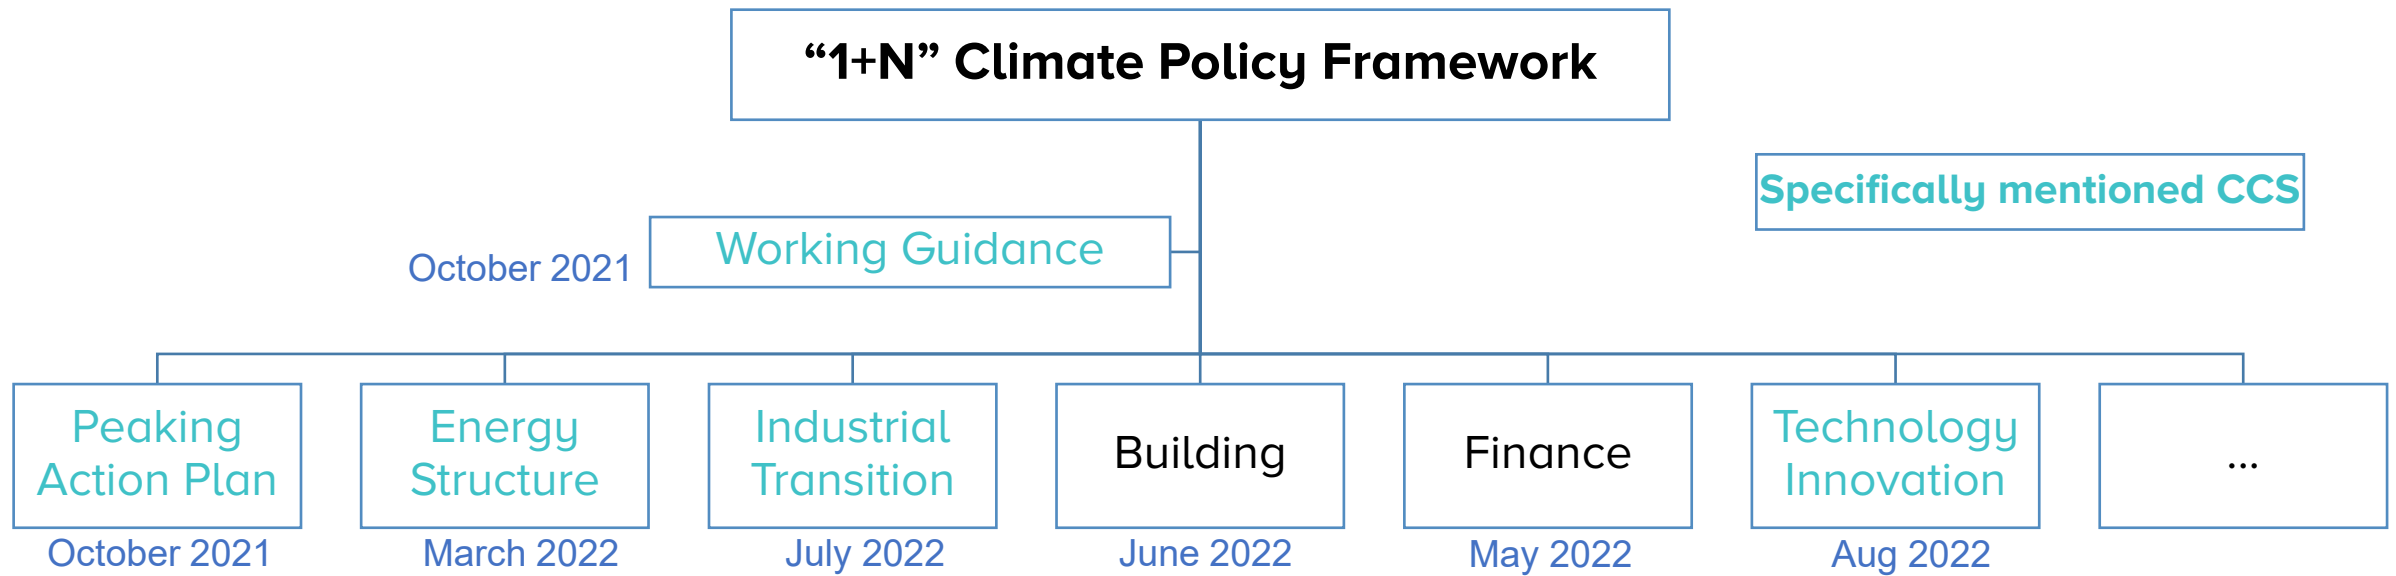 “1+N” Climate Policy Framework
Specifically mentioned CCS
Working Guidance
October 2021
Peaking
Action Plan
October 2021
Energy
Structure
March 2022
Industrial
Transition
July 2022
Building
June 2022
Finance
May 2022
Technology
Innovation
Aug 2022
...